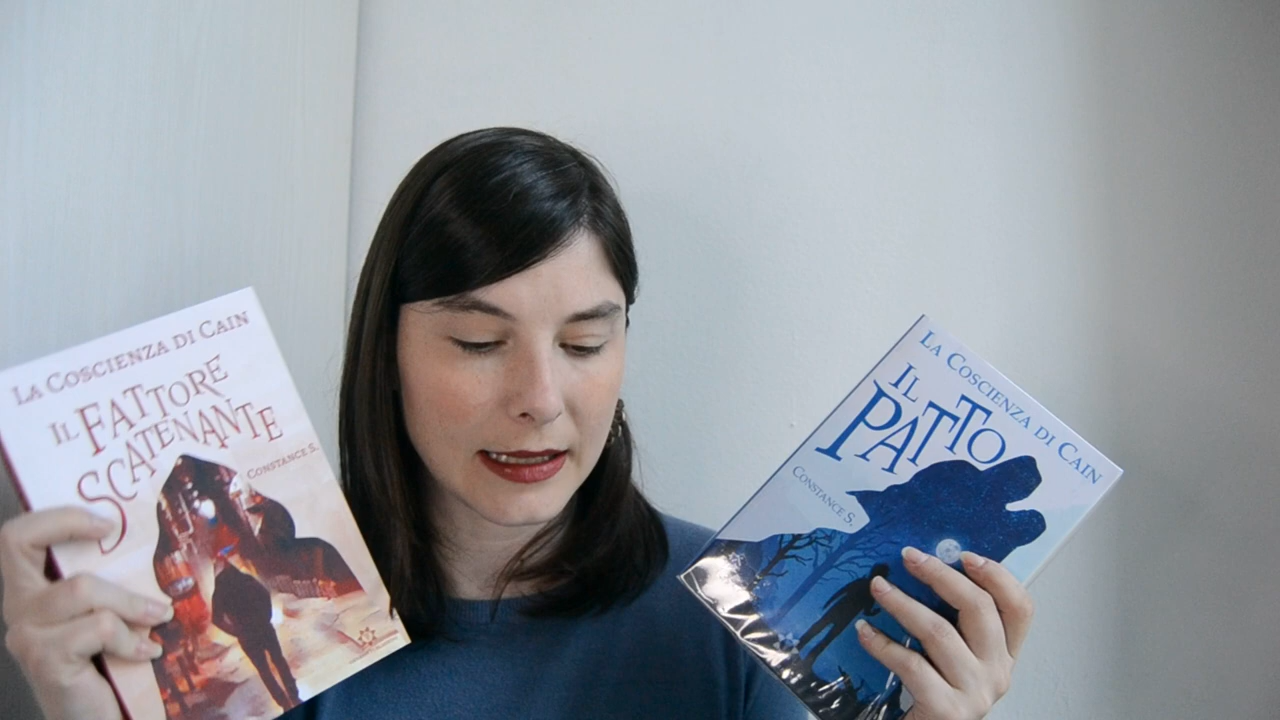 La Coscienza di Cain
Il Fattore
Scatenante
Constance S.
La Coscienza di Cain
Il
Patto
Constance S.